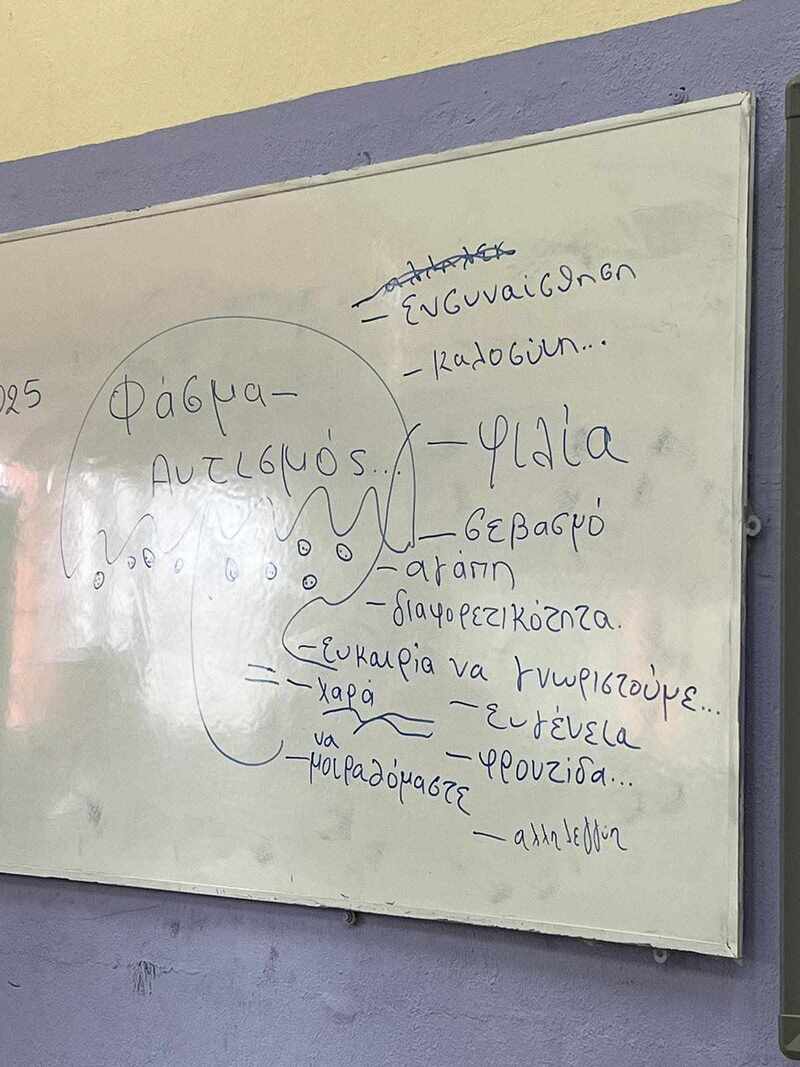 025
Φάσμα-
Αυτισμός...
- ενσυναίσθηση
- καλοσύνη...
- φιλία
- σεβασμό
- αγάπη
- διαφορετικότητα.
- ευκαιρία να γνωριστούμε...
- χαρά
- ευγένεια
να
- μοιραζόμαστε
- φροντίδα...
- αλληλεγγύη